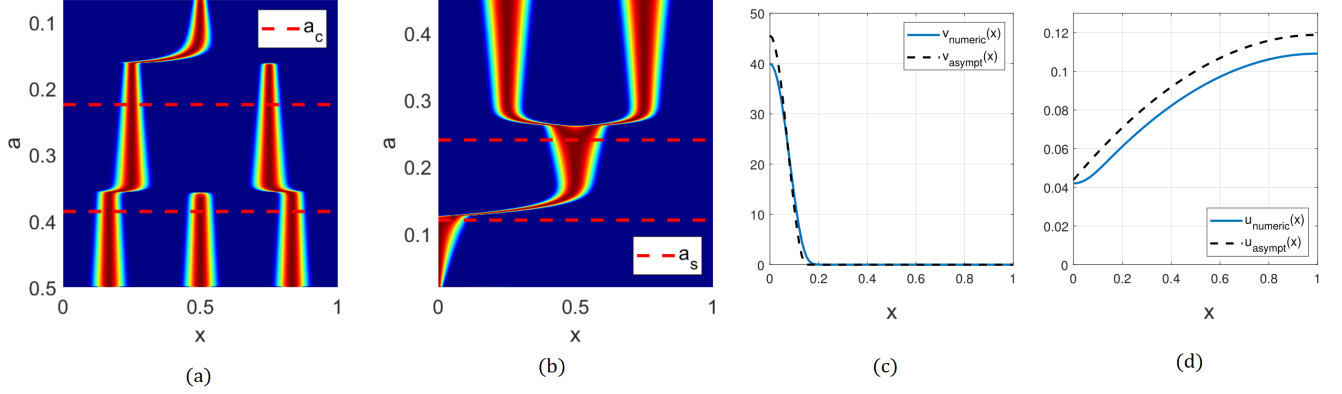 0.1
0.2
0.3
0.4
0.5
a
0
0.5
1
x
a_c
(a)
0.4
0.3
0.2
0.1
a
0
0.5
1
x
a_s
(b)
50
40
30
20
10
0
0
0.2
0.4
0.6
0.8
1
x
v_numeric(x)
v_asympt(x)
(c)
0.12
0.1
0.08
0.06
0.04
0.02
0
0
0.2
0.4
0.6
0.8
1
x
u_numeric(x)
u_asympt(x)
(d)